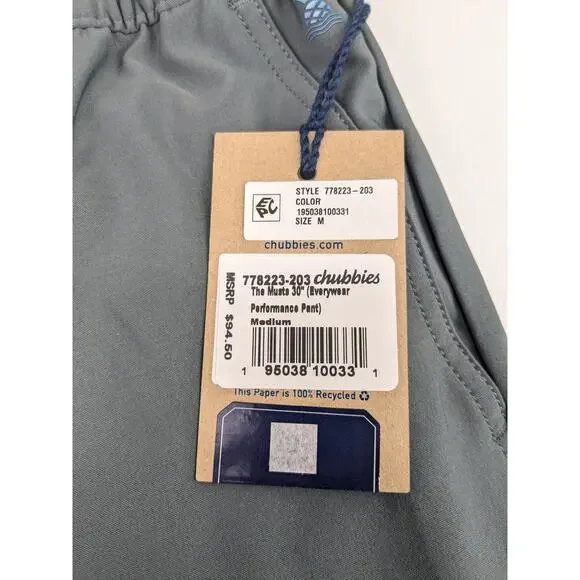 EPC
STYLE 778223-203
COLOR
195038100331
SIZE M
chubbies.com
778223-203 chubbies
The Musts 30" (Everywear
Performance Pant)
Medium
MSRP $94.50
1 95038 10033 1
This Paper is 100% Recycled